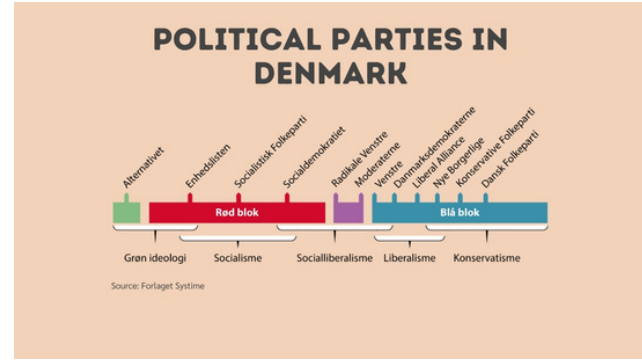 POLITICAL PARTIES IN
DENMARK
Alternativet
Enhedslisten
Socialistisk Folkeparti
Socialdemokratiet
Radikale Venstre
Moderaterne
Venstre
Danmarksdemokraterne
Liberal Alliance
Nye Borgerlige
Konservative Folkeparti
Dansk Folkeparti
Rød blok
Blå blok
Grøn ideologi
Socialisme
Socialliberalisme
Liberalisme
Konservatisme
Source: Forlaget Systime